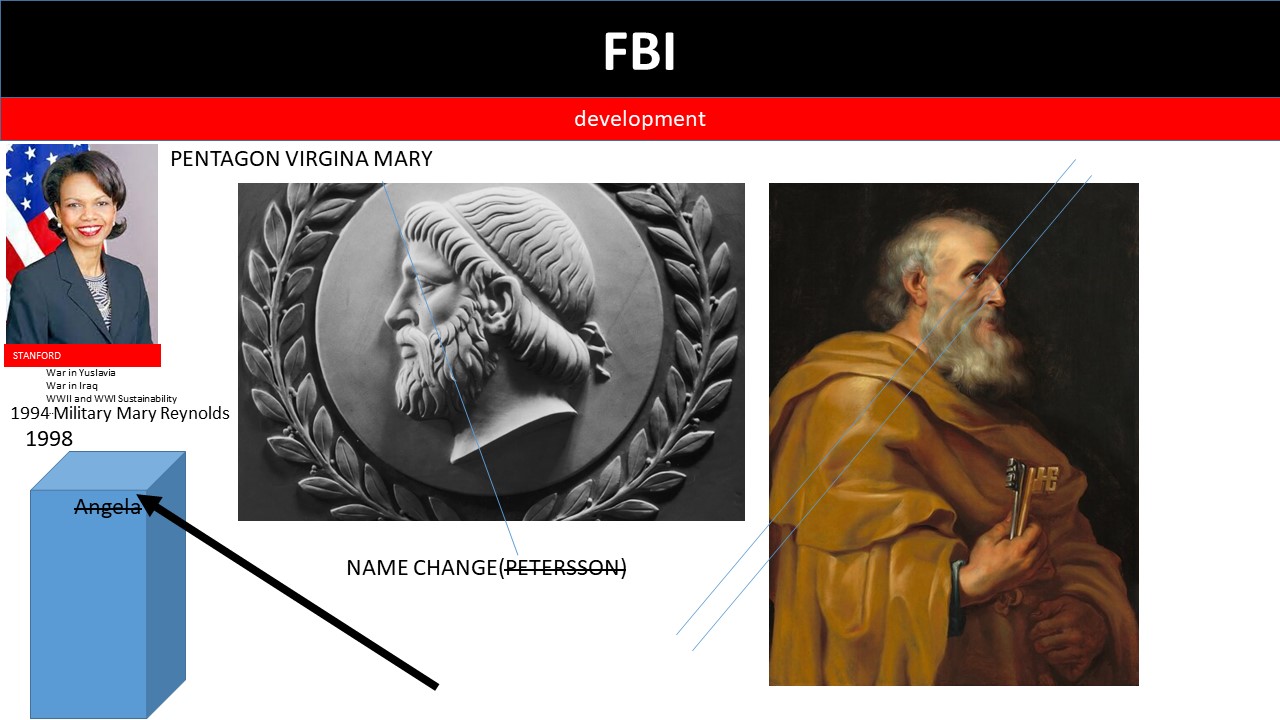 FBI
development
PENTAGON VIRGINA MARY
STANFORD
War in Yuslavia
War in Iraq
WWII and WWI Sustainability
1994-Military Mary Reynolds
1998
Angela
NAME CHANGE(PETERSSON)